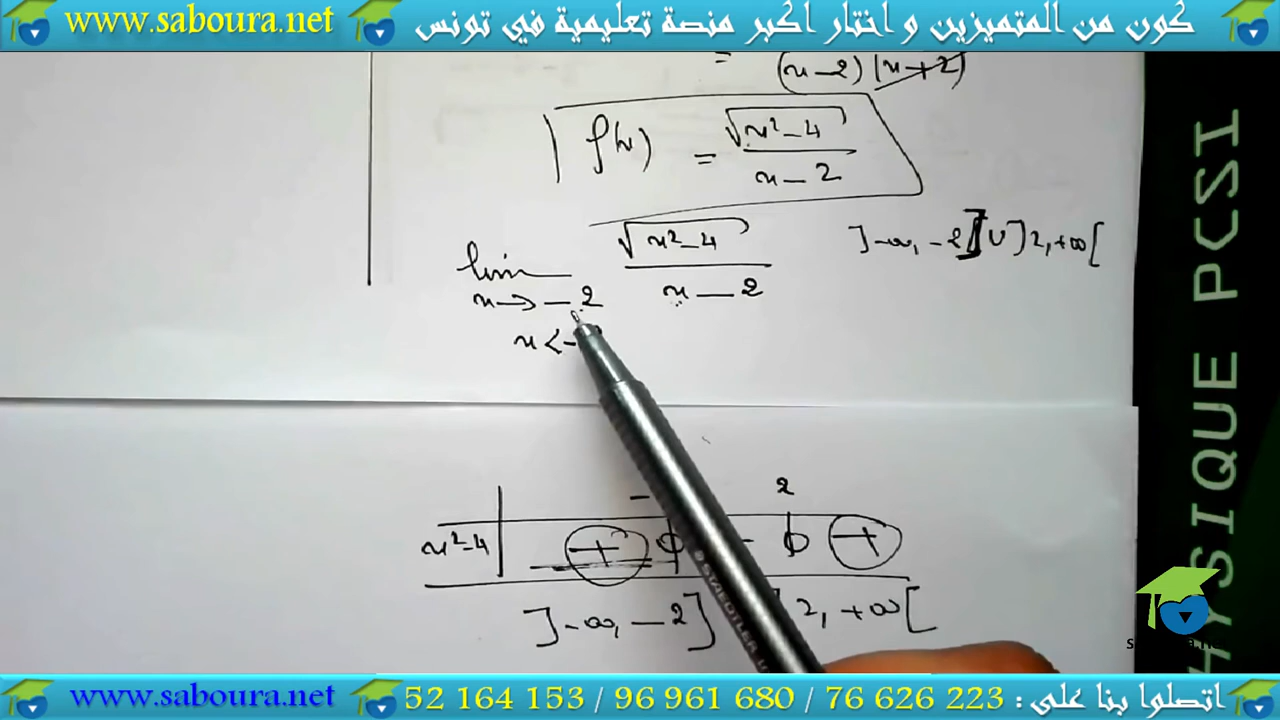 www.saboura.net كون من المتميزين و اختار اكبر منصة تعليمية في تونس
= (x-2)(x+2)
f(x) = √(x²-4) / (x-2)
lim x→-2 √(x²-4) / (x-2) ]-∞, -2] U ]2, +∞[
x<-
- 2
x²-4 + 0 - 0 +
]-∞, -2] ] 2, +∞[
HYSIQUE PCSI
STAEDTLER
www.saboura.net اتصلوا بنا على : 52 164 153 / 96 961 680 / 76 626 223